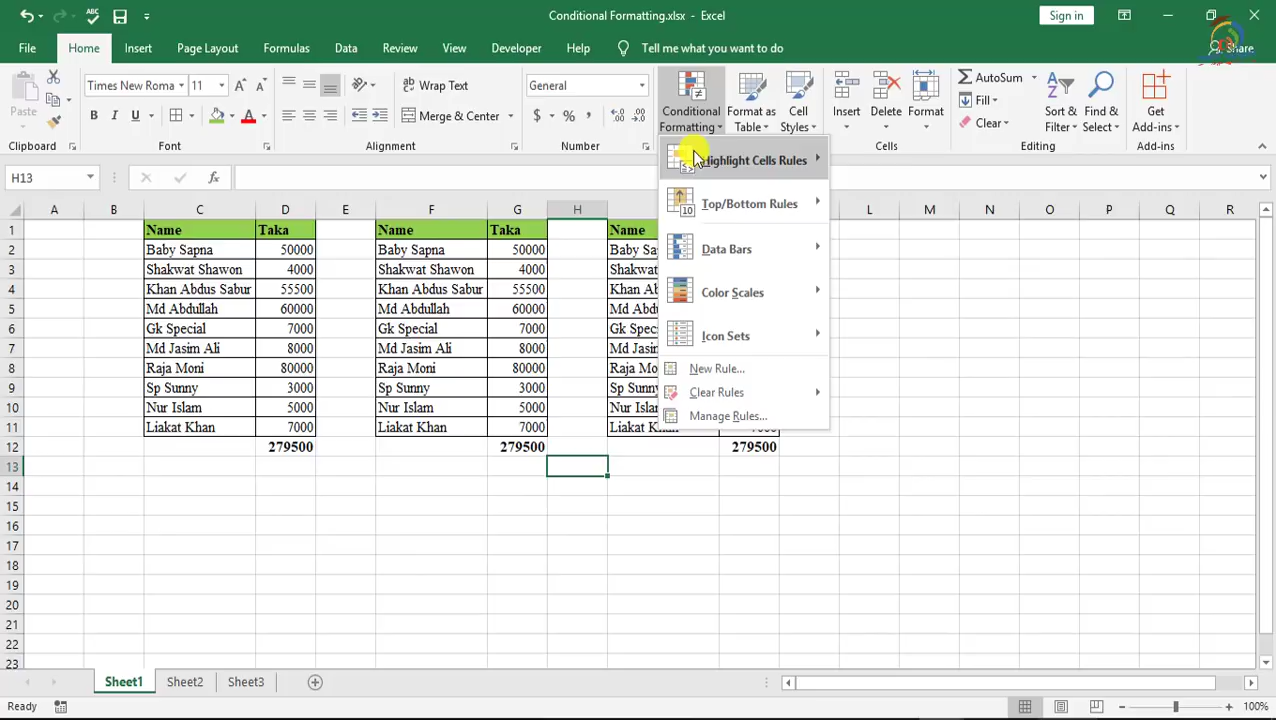 Conditional Formatting.xlsx - Excel
Sign in
File Home Insert Page Layout Formulas Data Review View Developer Help Tell me what you want to do Share
Paste
Clipboard
Times New Roma 11
B I U
Font
Wrap Text
Merge & Center
Alignment
General
$ % ,
Number
Conditional Formatting
Format as Table
Cell Styles
Insert Delete Format
Cells
AutoSum
Fill
Clear
Sort & Filter
Find & Select
Editing
Get Add-ins
Add-ins
H13 fx
Highlight Cells Rules
Top/Bottom Rules
Data Bars
Color Scales
Icon Sets
New Rule...
Clear Rules
Manage Rules...
A B C D E F G H L M N O P Q R
1 Name Taka Name Taka
2 Baby Sapna 50000 Baby Sapna 50000 Baby
3 Shakwat Shawon 4000 Shakwat Shawon 4000
4 Khan Abdus Sabur 55500 Khan Abdus Sabur 55500
5 Md Abdullah 60000 Md Abdullah 60000
6 Gk Special 7000 Gk Special 7000
7 Md Jasim Ali 8000 Md Jasim Ali 8000
8 Raja Moni 80000 Raja Moni 80000
9 Sp Sunny 3000 Sp Sunny 3000
10 Nur Islam 5000 Nur Islam 5000
11 Liakat Khan 7000 Liakat Khan 7000
12 279500 279500 279500
13
14
15
16
17
18
19
20
21
22
23
Sheet1 Sheet2 Sheet3
Ready 100%